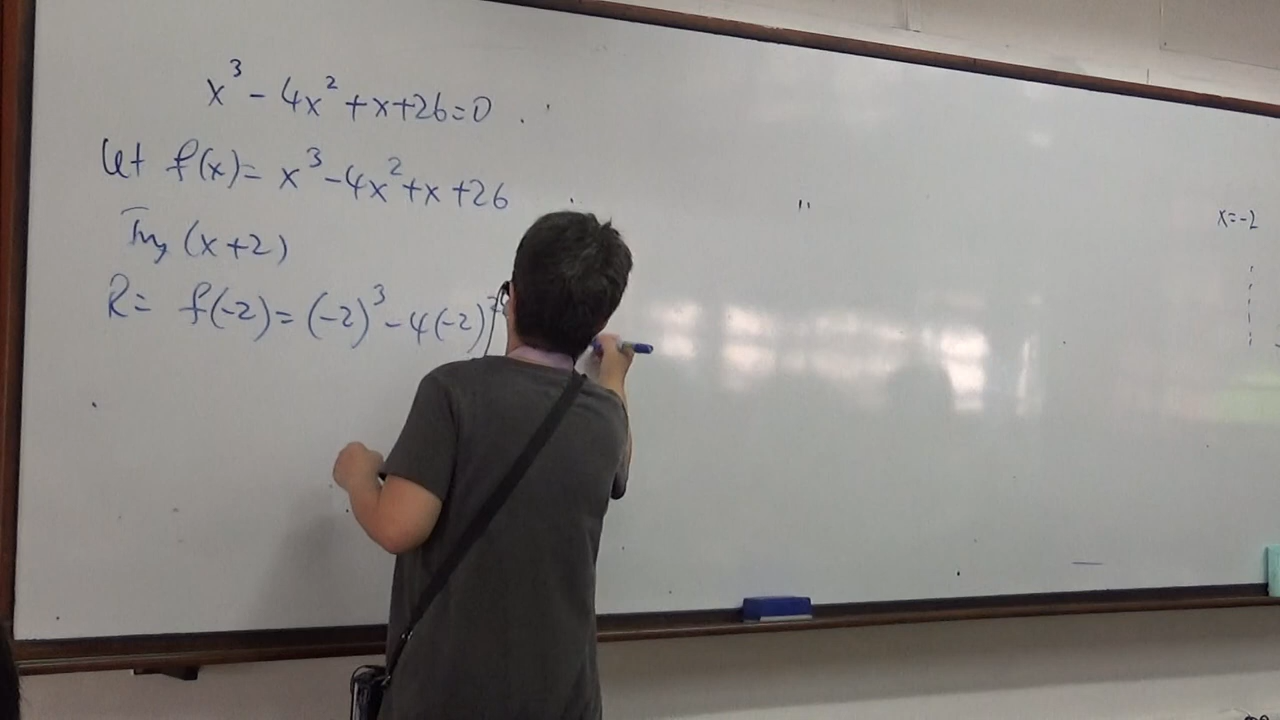 x³ - 4x² + x + 26 = 0 .
Let f(x) = x³ - 4x² + x + 26
Try (x+2)
R = f(-2) = (-2)³ - 4(-2)²
x = -2